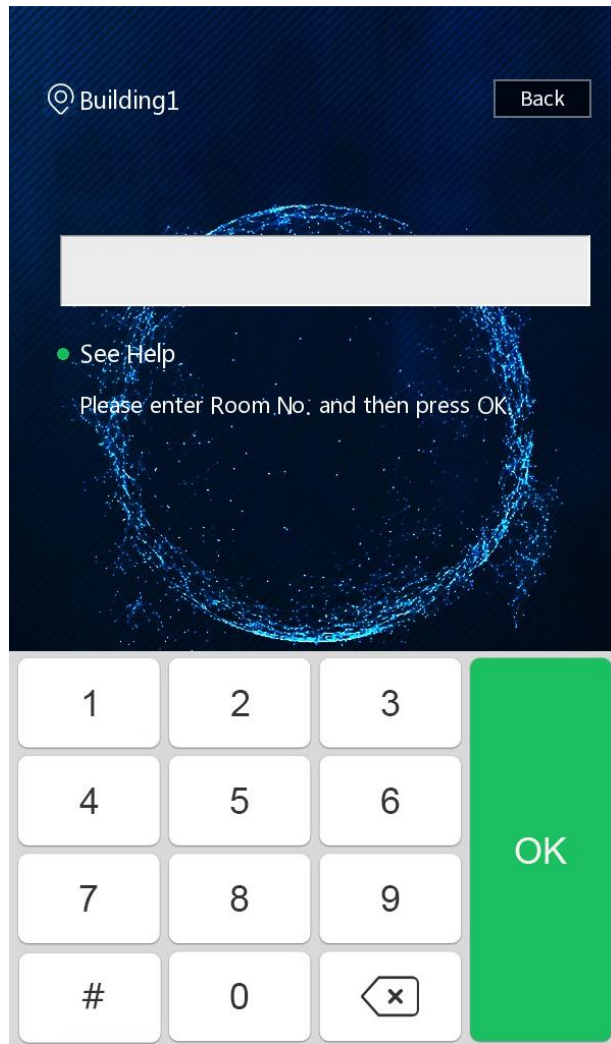 Building1
Back
See Help
Please enter Room No. and then press OK.
1 2 3
4 5 6
OK
7 8 9
# 0